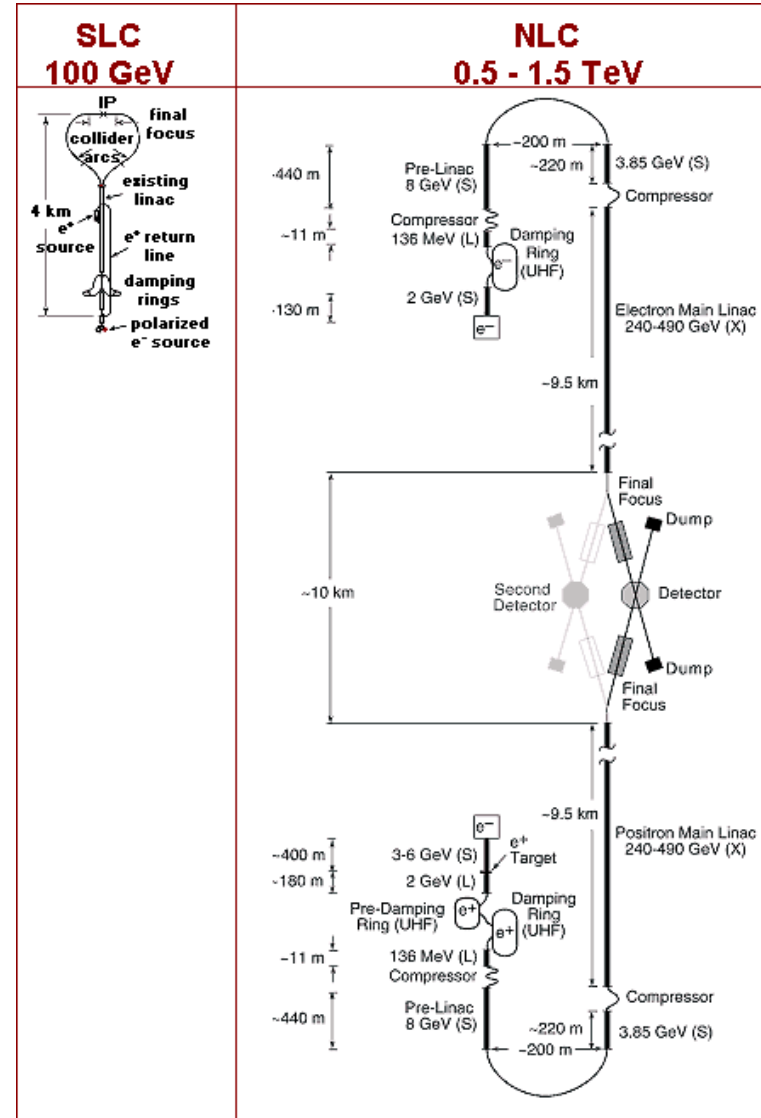 SLC
100 GeV
NLC
0.5 - 1.5 TeV
IP
final
focus
collider
arcs
existing
linac
4 km
e⁺
source
e⁺ return
line
damping
rings
polarized
e⁻ source
~200 m
~220 m
3.85 GeV (S)
Compressor
-440 m
Pre-Linac
8 GeV (S)
Compressor
136 MeV (L)
~11 m
Damping
Ring
(UHF)
e−
2 GeV (S)
-130 m
e−
Electron Main Linac
240-490 GeV (X)
~9.5 km
Final
Focus
Dump
~10 km
Second
Detector
Detector
Dump
Final
Focus
~9.5 km
Positron Main Linac
240-490 GeV (X)
e−
~400 m
3-6 GeV (S)
e+
Target
~180 m
2 GeV (L)
Pre-Damping
Ring (UHF)
e+
Damping
Ring
(UHF)
e+
~11 m
136 MeV (L)
Compressor
~440 m
Pre-Linac
8 GeV (S)
Compressor
~220 m
3.85 GeV (S)
~200 m